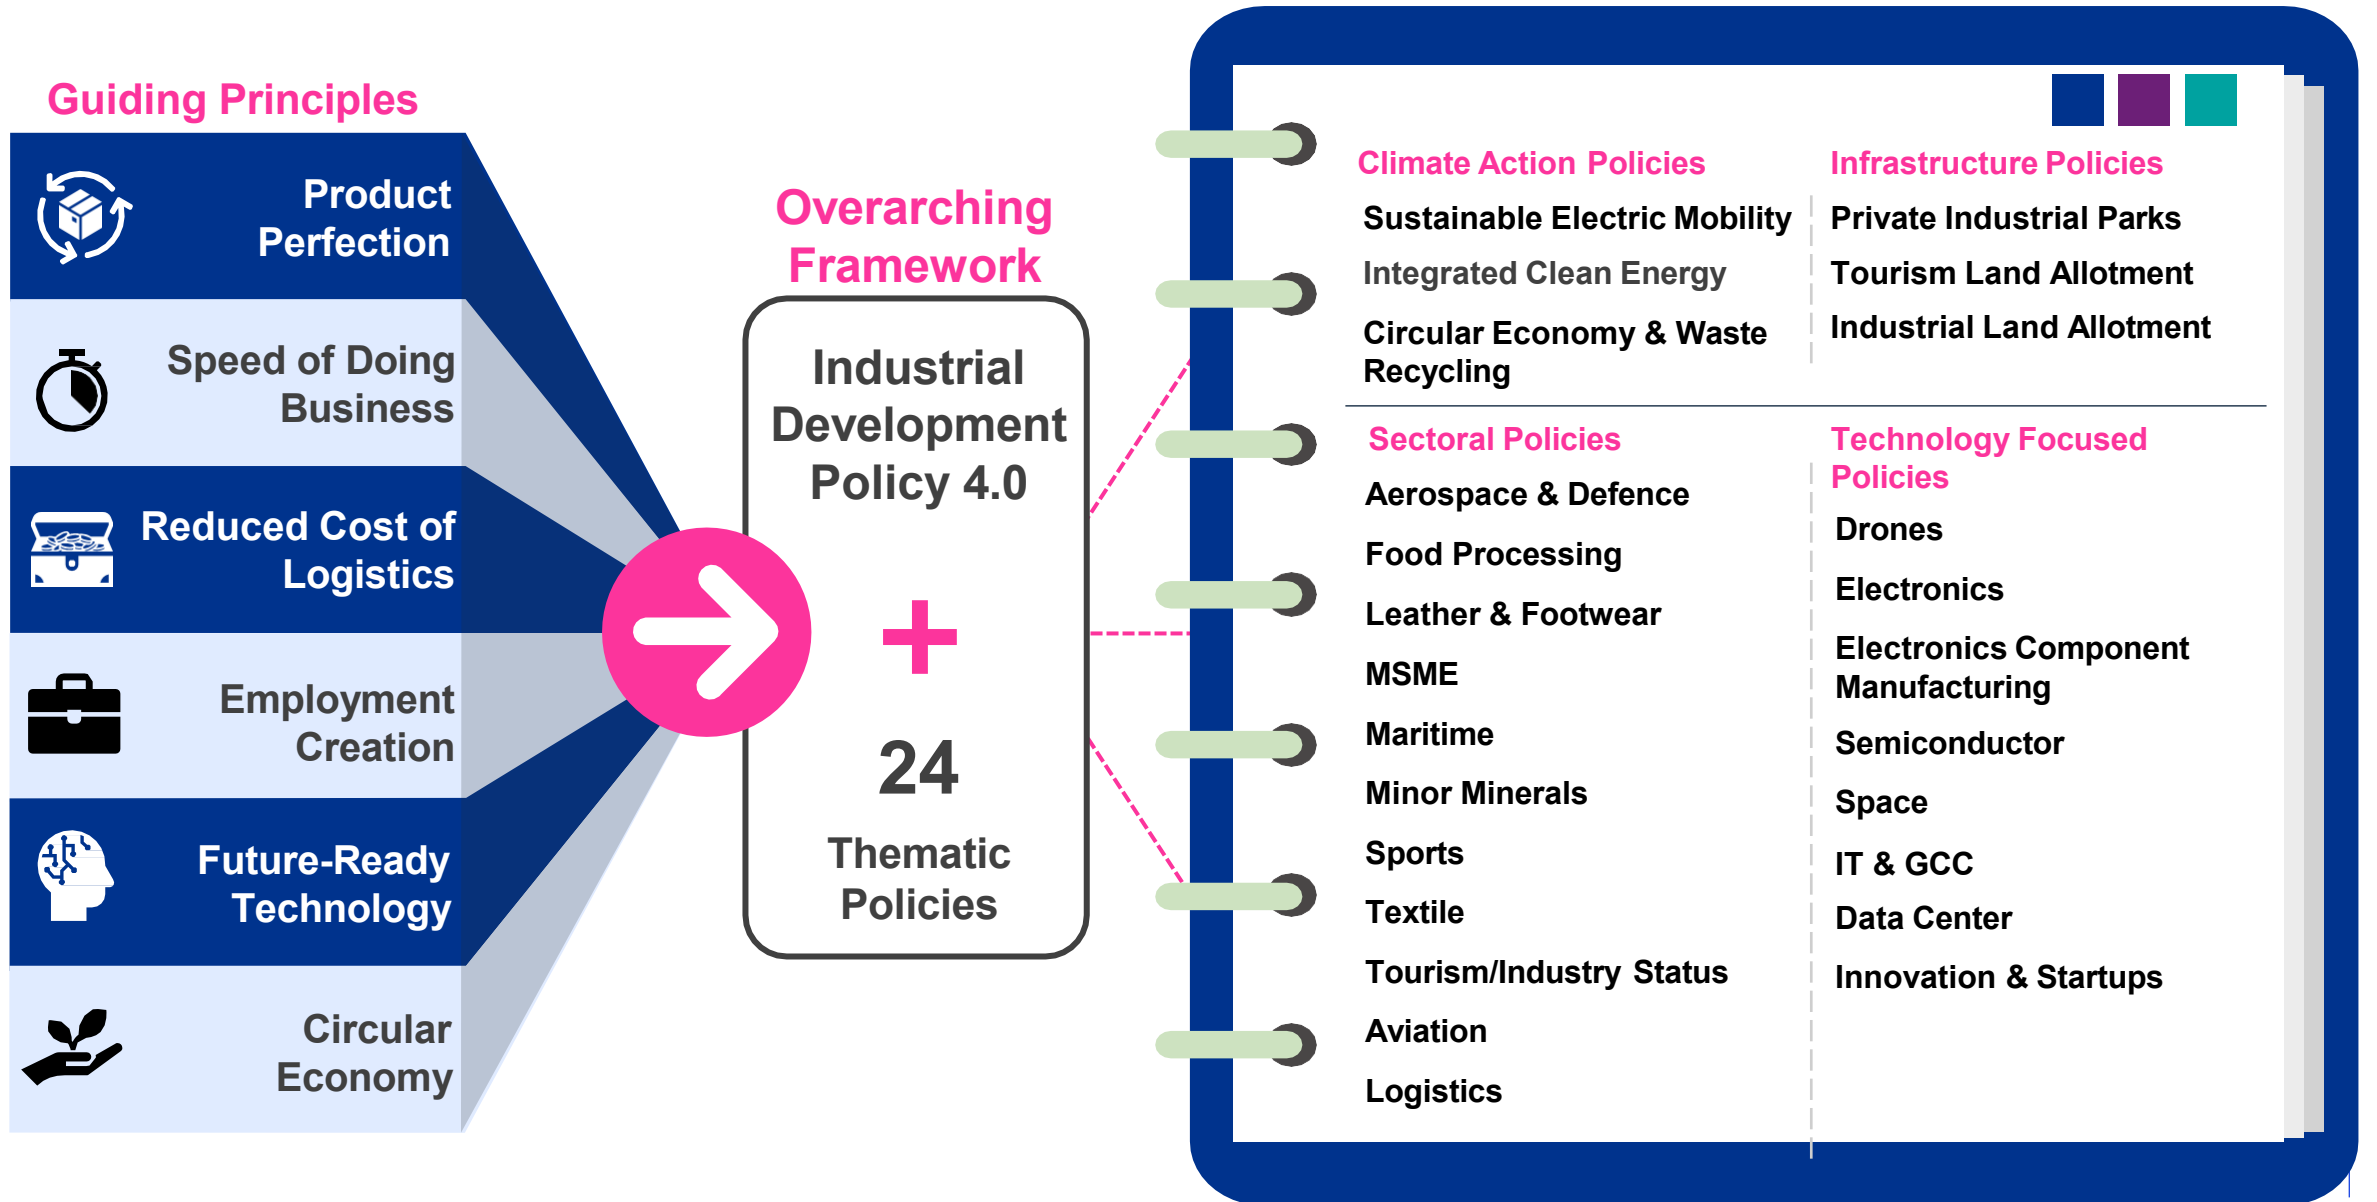 Guiding Principles
Product
Perfection
Speed of Doing
Business
Reduced Cost of
Logistics
Employment
Creation
Future-Ready
Technology
Circular
Economy
Overarching
Framework
Industrial
Development
Policy 4.0
+
24
Thematic
Policies
Climate Action Policies
Sustainable Electric Mobility
Integrated Clean Energy
Circular Economy & Waste
Recycling
Infrastructure Policies
Private Industrial Parks
Tourism Land Allotment
Industrial Land Allotment
Sectoral Policies
Aerospace & Defence
Food Processing
Leather & Footwear
MSME
Maritime
Minor Minerals
Sports
Textile
Tourism/Industry Status
Aviation
Logistics
Technology Focused
Policies
Drones
Electronics
Electronics Component
Manufacturing
Semiconductor
Space
IT & GCC
Data Center
Innovation & Startups